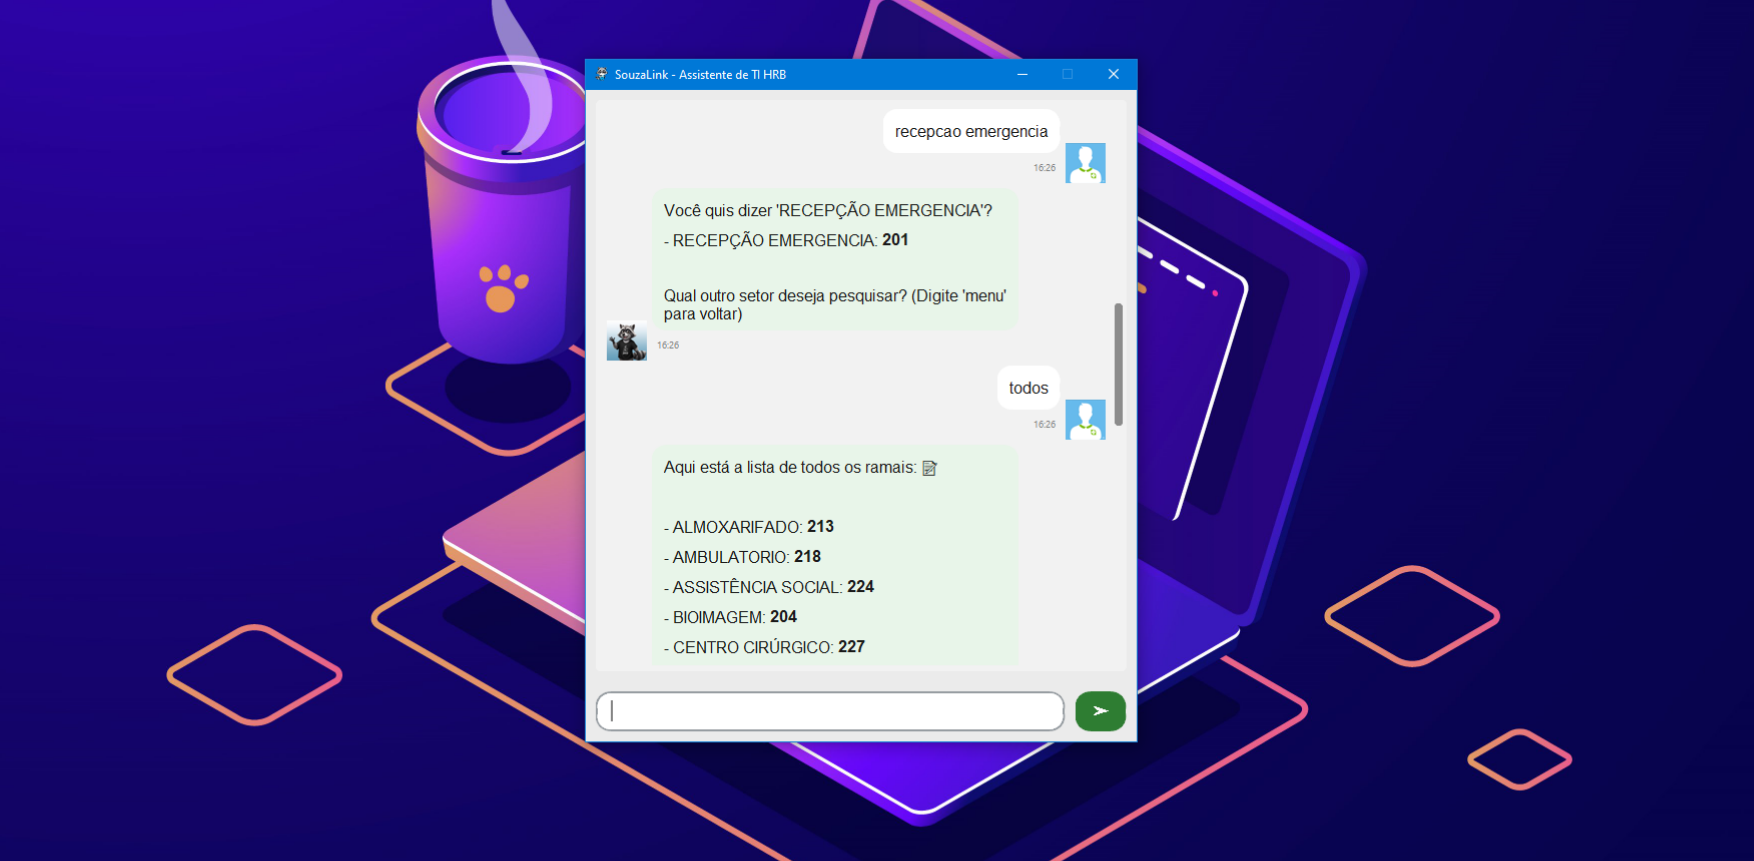 SouzaLink - Assistente de TI HRB
recepcao emergencia
16:26
Você quis dizer 'RECEPÇÃO EMERGENCIA'?
- RECEPÇÃO EMERGENCIA: 201
Qual outro setor deseja pesquisar? (Digite 'menu'
para voltar)
16:26
todos
16:26
Aqui está a lista de todos os ramais: 📝
- ALMOXARIFADO: 213
- AMBULATORIO: 218
- ASSISTÊNCIA SOCIAL: 224
- BIOIMAGEM: 204
- CENTRO CIRÚRGICO: 227